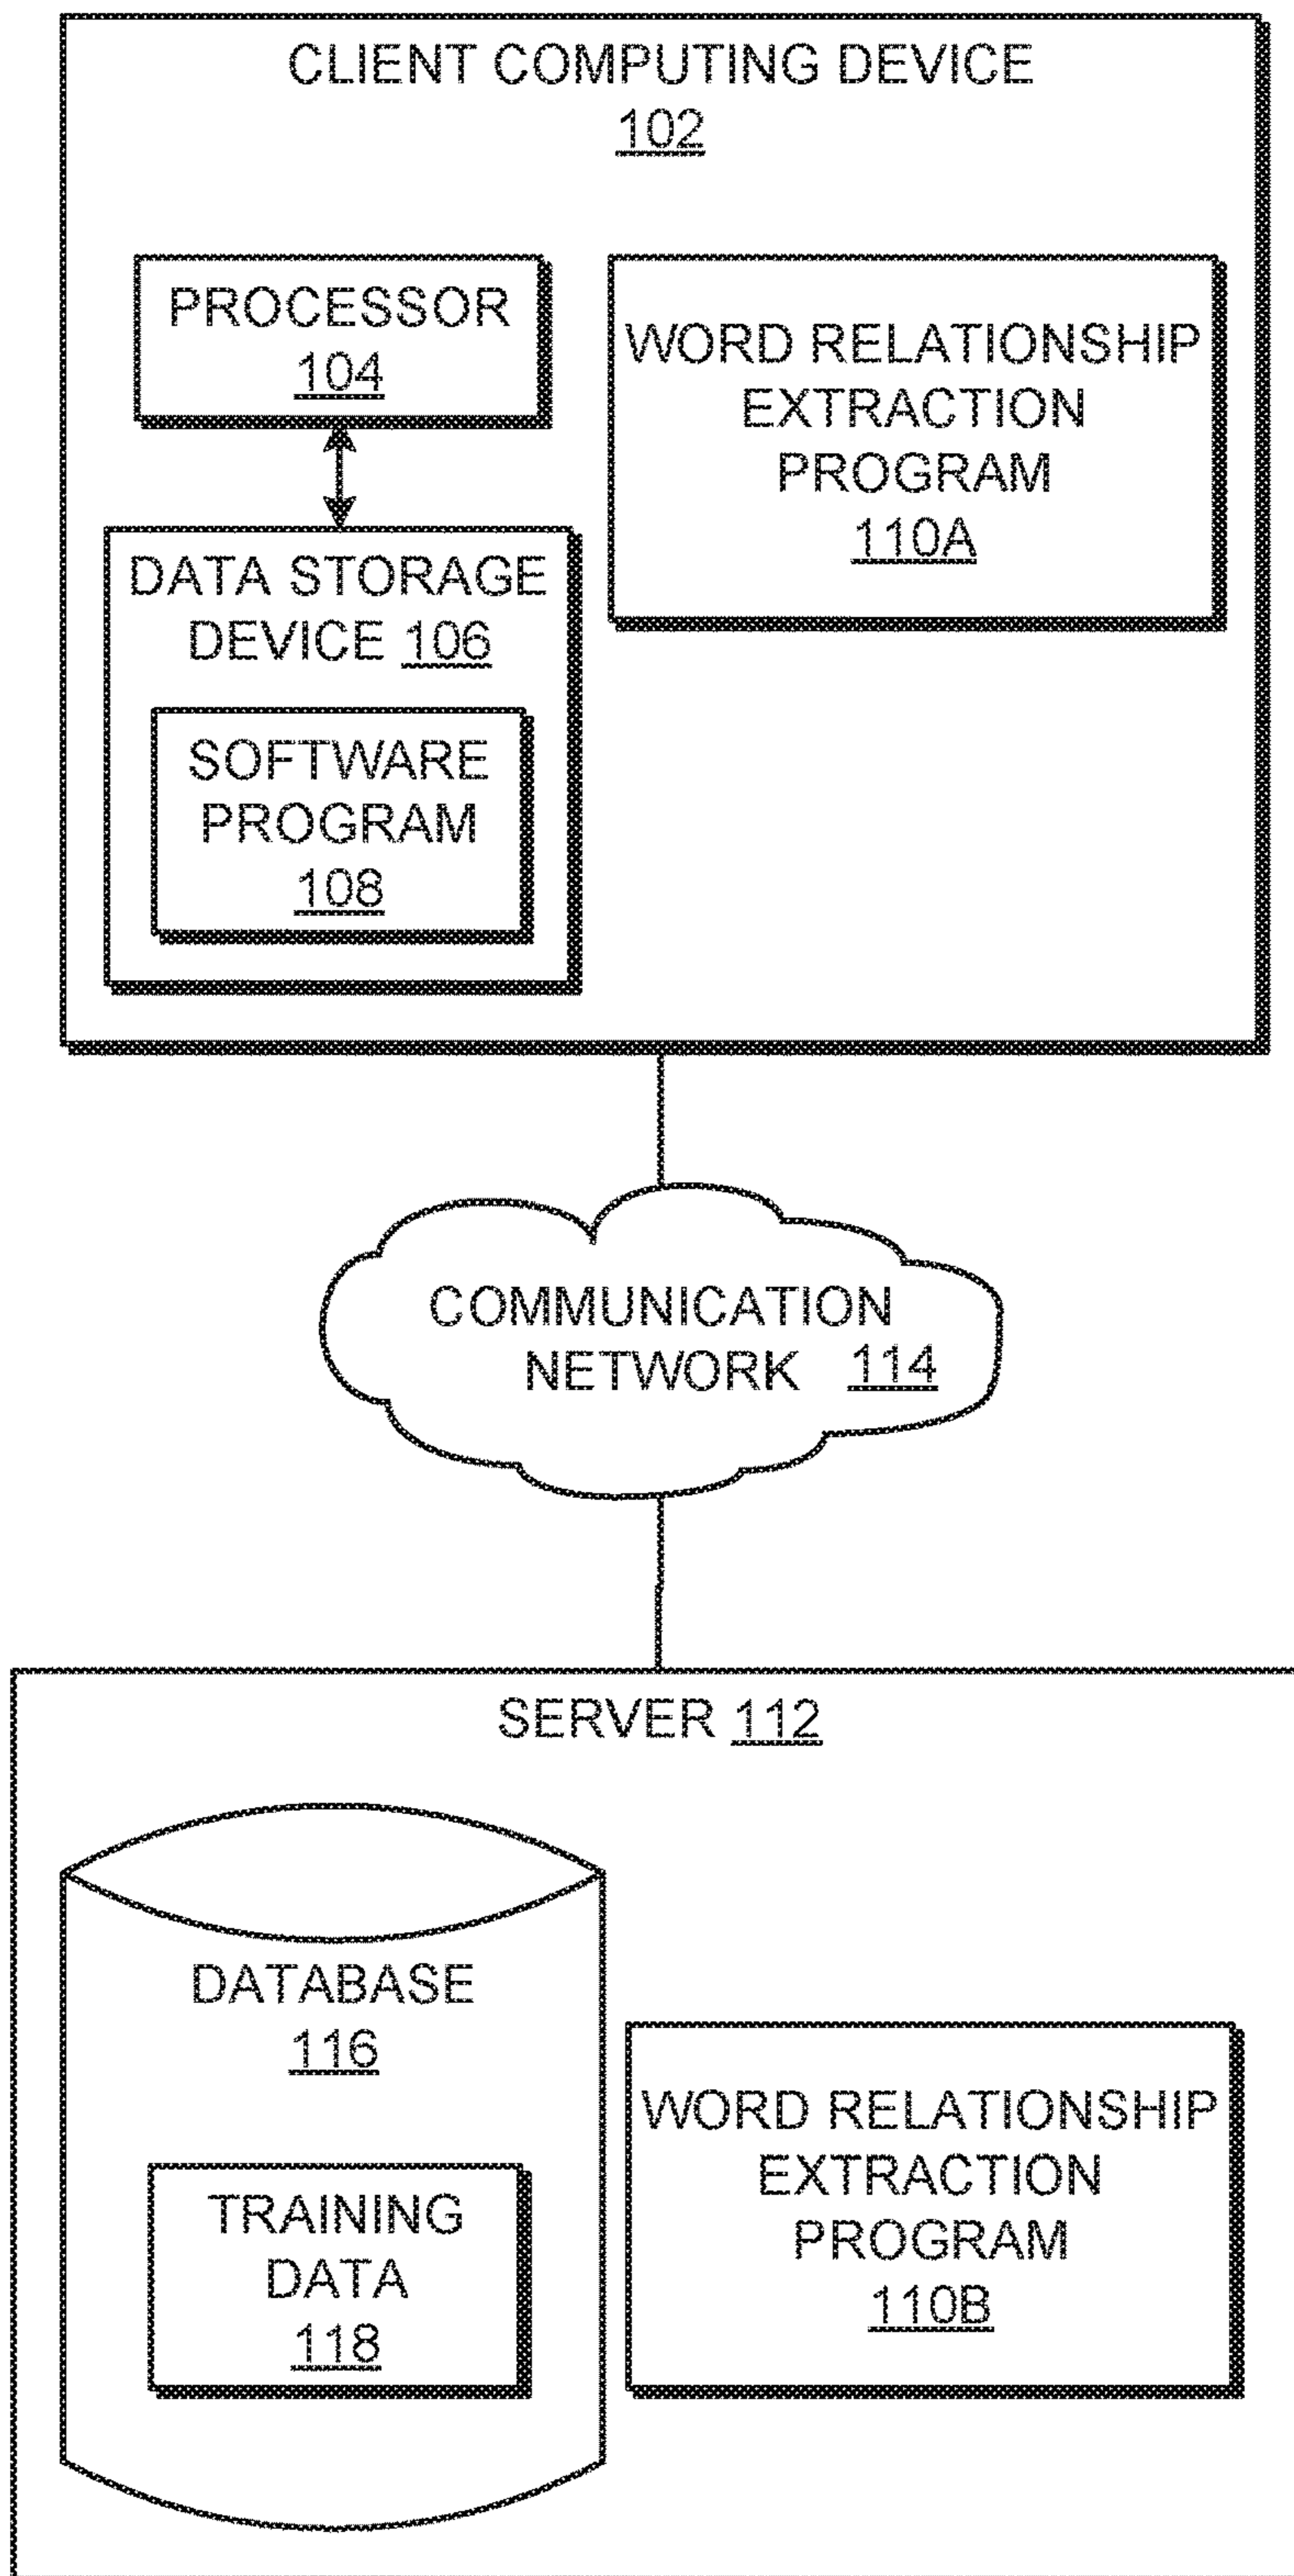 CLIENT COMPUTING DEVICE
102
PROCESSOR
104
WORD RELATIONSHIP
EXTRACTION
PROGRAM
110A
DATA STORAGE
DEVICE 106
SOFTWARE
PROGRAM
108
COMMUNICATION
NETWORK 114
SERVER 112
DATABASE
116
TRAINING
DATA
118
WORD RELATIONSHIP
EXTRACTION
PROGRAM
110B